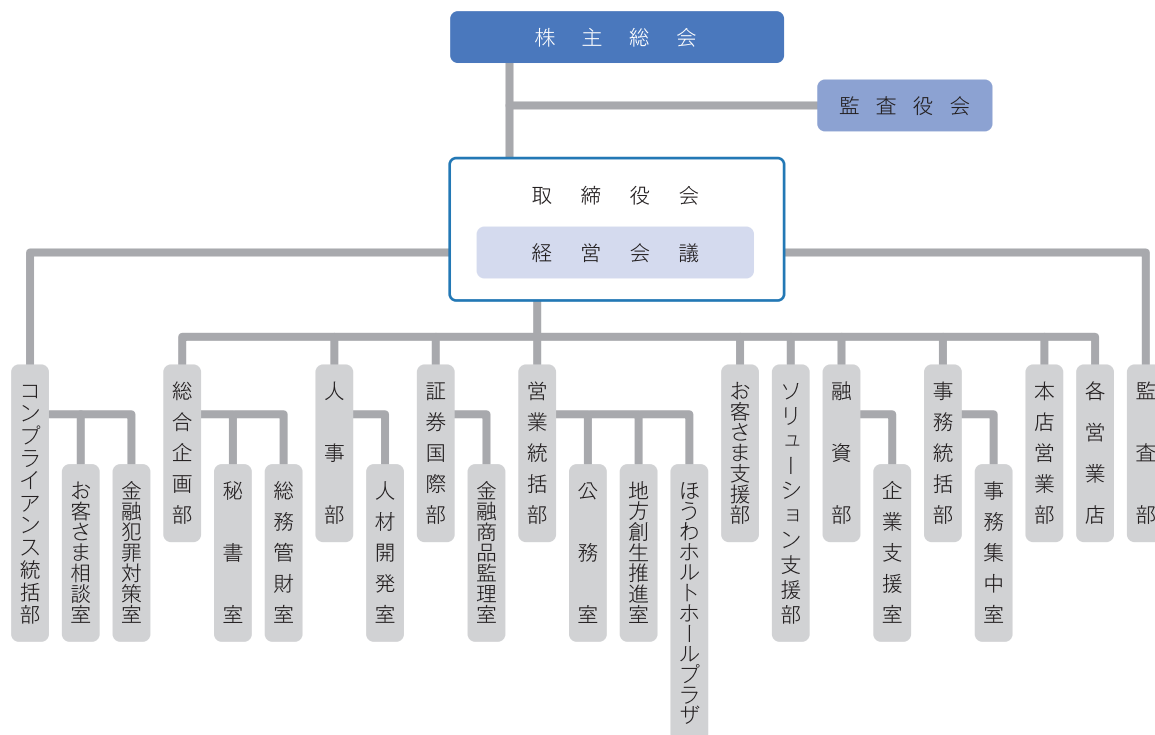 株主総会
監査役会
取締役会
経営会議
コンプライアンス統括部
お客さま相談室
金融犯罪対策室
総合企画部
秘書室
総務管財室
人事部
人材開発室
証券国際部
金融商品監理室
営業統括部
公務室
地方創生推進室
ほうわホルトホールプラザ
お客さま支援部
ソリューション支援部
融資部
企業支援室
事務統括部
事務集中室
本店営業部
各営業店
監査部